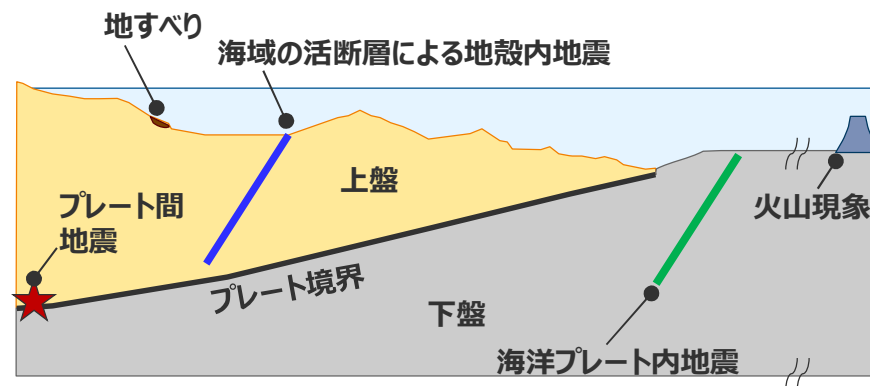 地すべり
海域の活断層による地殻内地震
上盤
プレート間
地震
火山現象
プレート境界
下盤
海洋プレート内地震